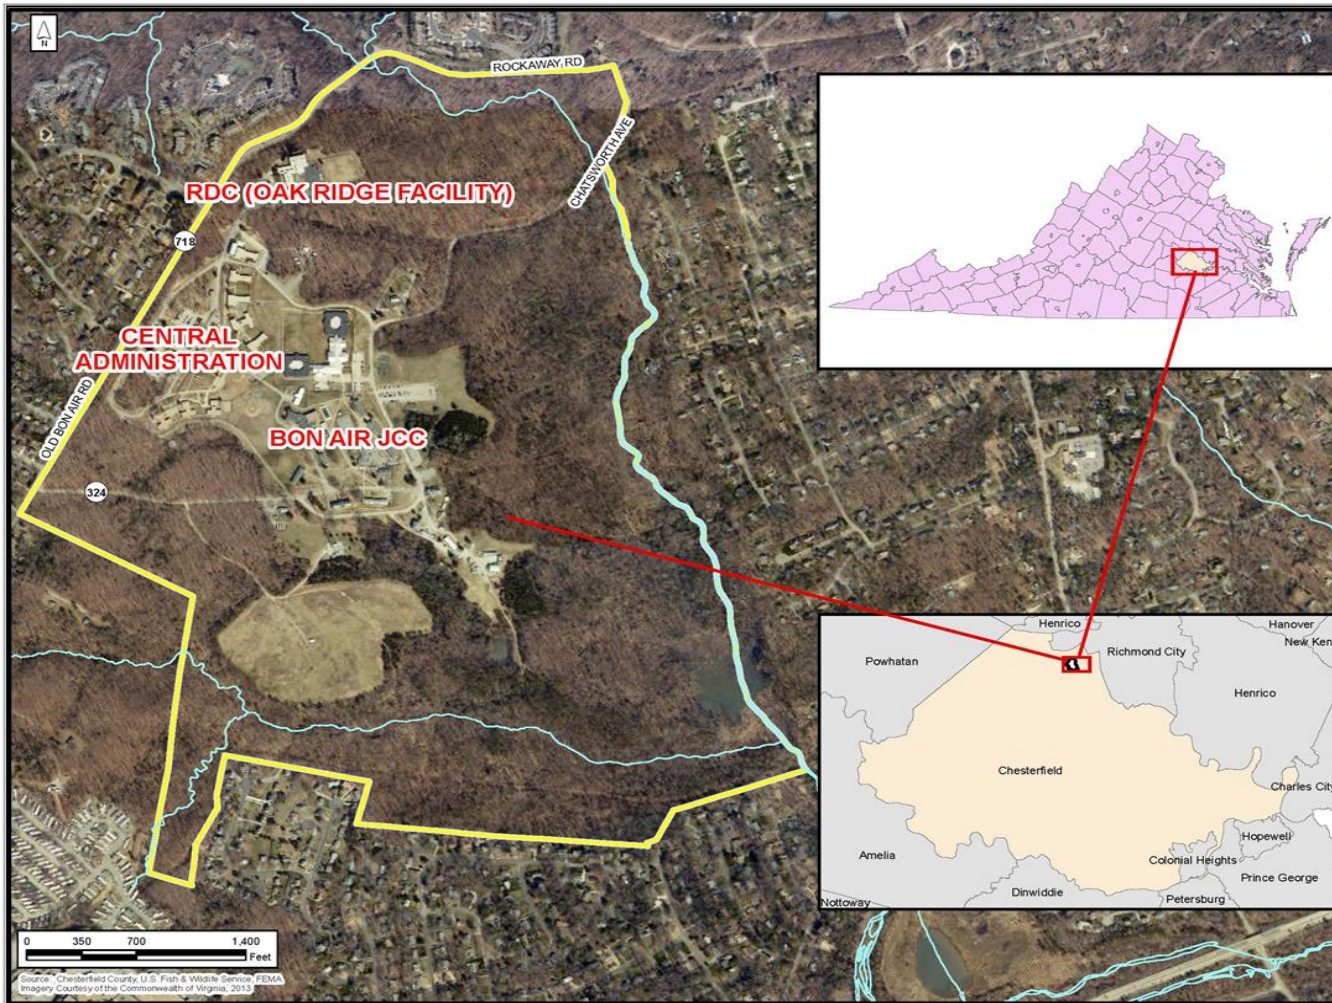 N
ROCKAWAY RD
CHATSWORTH AVE
RDC (OAK RIDGE FACILITY)
718
CENTRAL
ADMINISTRATION
OLD BON AIR RD
BON AIR JCC
324
Henrico
Hanover
New Ken
Powhatan
Richmond City
Henrico
Chesterfield
Charles City
Hopewell
Amelia
Colonial Heights
Prince George
Dinwiddie
Petersburg
Nottoway
0 350 700 1,400
Feet
Source: Chesterfield County, U.S. Fish & Wildlife Service, FEMA
Imagery Courtesy of the Commonwealth of Virginia, 2013